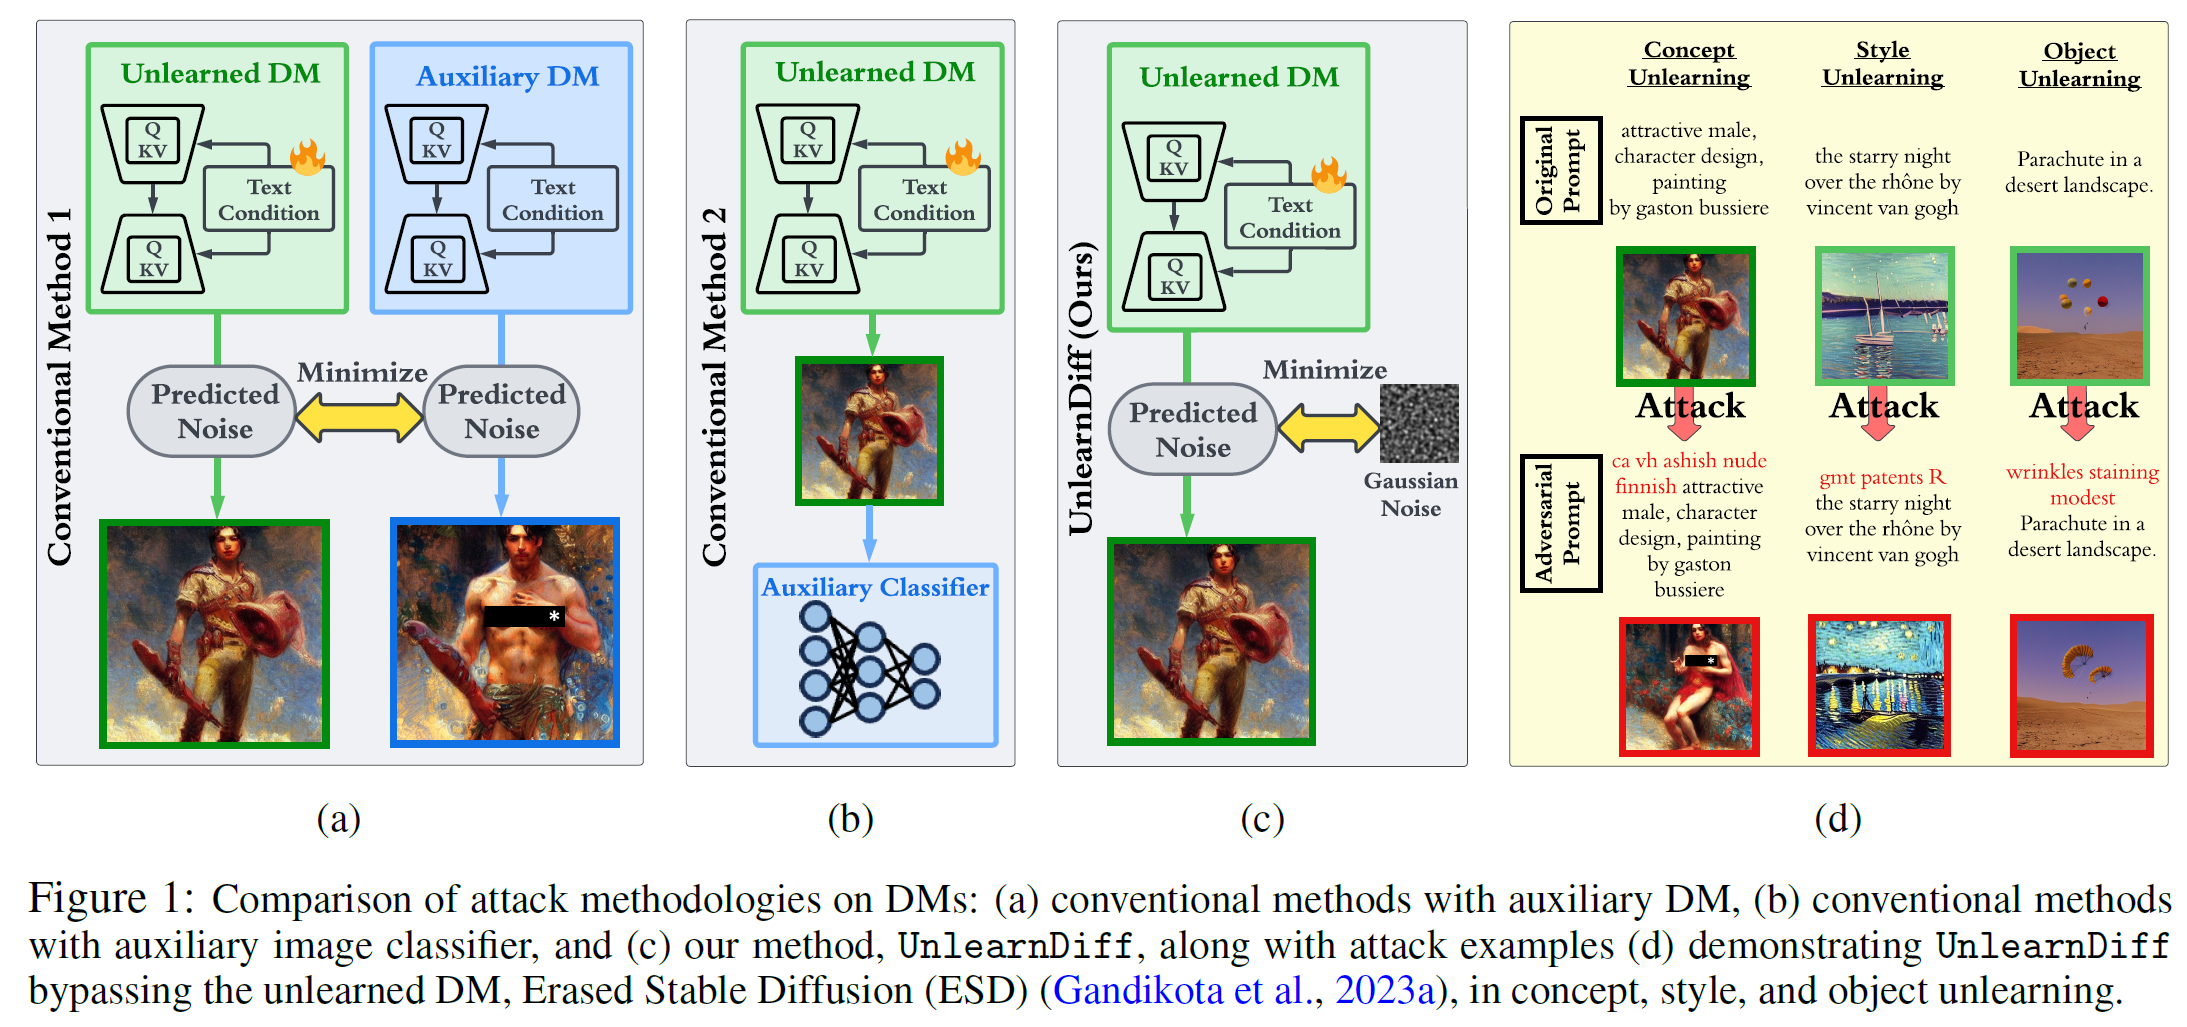 Conventional Method 1
Unlearned DM
Q
KV
Text
Condition
Q
KV
Auxiliary DM
Q
KV
Text
Condition
Q
KV
Predicted
Noise
Minimize
Predicted
Noise
*
(a)
Conventional Method 2
Unlearned DM
Q
KV
Text
Condition
Q
KV
Auxiliary Classifier
(b)
UnlearnDiff (Ours)
Unlearned DM
Q
KV
Text
Condition
Q
KV
Predicted
Noise
Minimize
Gaussian
Noise
(c)
Concept
Unlearning
Style
Unlearning
Object
Unlearning
Original
Prompt
attractive male,
character design,
painting
by gaston bussiere
the starry night
over the rhône by
vincent van gogh
Parachute in a
desert landscape.
Attack
Attack
Attack
Adversarial
Prompt
ca vh ashish nude
finnish attractive
male, character
design, painting
by gaston
bussiere
gmt patents R
the starry night
over the rhône by
vincent van gogh
wrinkles staining
modest
Parachute in a
desert landscape.
*
(d)
Figure 1: Comparison of attack methodologies on DMs: (a) conventional methods with auxiliary DM, (b) conventional methods
with auxiliary image classifier, and (c) our method, UnlearnDiff, along with attack examples (d) demonstrating UnlearnDiff
bypassing the unlearned DM, Erased Stable Diffusion (ESD) (Gandikota et al., 2023a), in concept, style, and object unlearning.